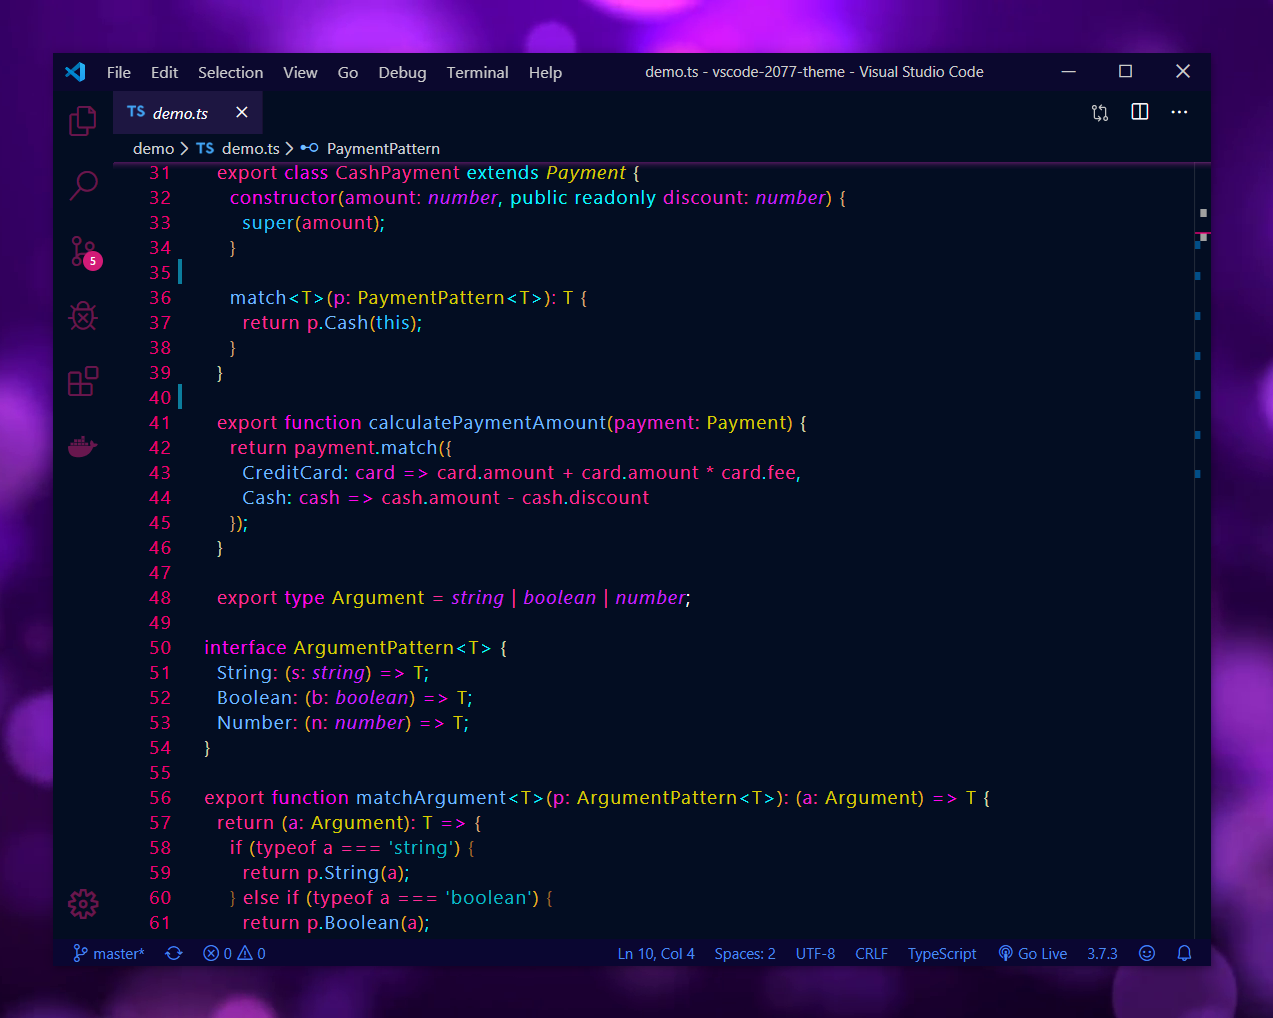 File Edit Selection View Go Debug Terminal Help demo.ts - vscode-2077-theme - Visual Studio Code
TS demo.ts
demo > TS demo.ts > PaymentPattern
31 export class CashPayment extends Payment {
32 constructor(amount: number, public readonly discount: number) {
33 super(amount);
34 }
35
36 match<T>(p: PaymentPattern<T>): T {
37 return p.Cash(this);
38 }
39 }
40
41 export function calculatePaymentAmount(payment: Payment) {
42 return payment.match({
43 CreditCard: card => card.amount + card.amount * card.fee,
44 Cash: cash => cash.amount - cash.discount
45 });
46 }
47
48 export type Argument = string | boolean | number;
49
50 interface ArgumentPattern<T> {
51 String: (s: string) => T;
52 Boolean: (b: boolean) => T;
53 Number: (n: number) => T;
54 }
55
56 export function matchArgument<T>(p: ArgumentPattern<T>): (a: Argument) => T {
57 return (a: Argument): T => {
58 if (typeof a === 'string') {
59 return p.String(a);
60 } else if (typeof a === 'boolean') {
61 return p.Boolean(a);
5
master* 0 0 Ln 10, Col 4 Spaces: 2 UTF-8 CRLF TypeScript Go Live 3.7.3